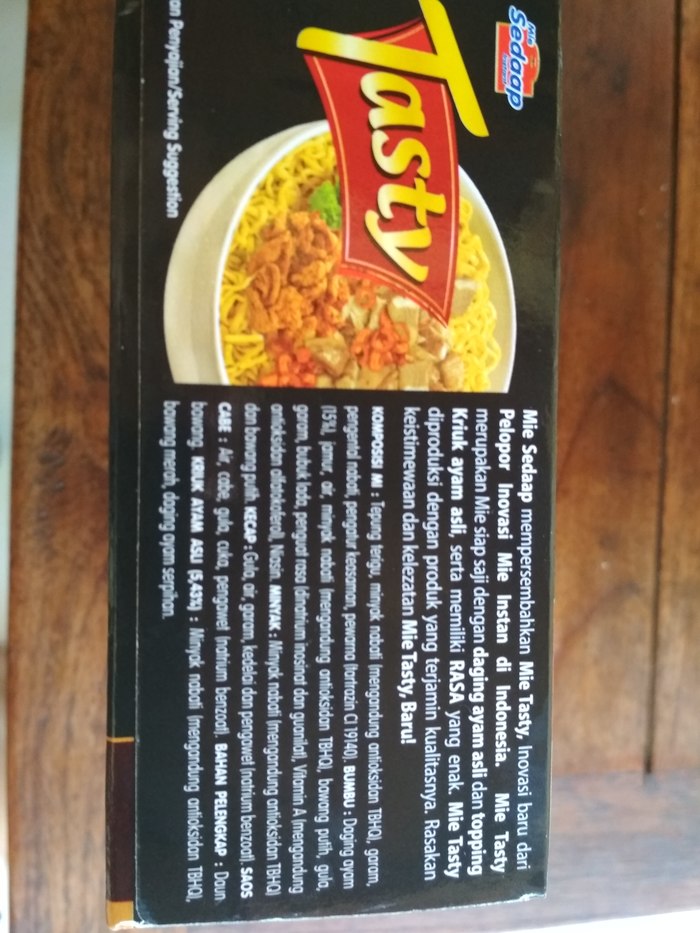 Mie
Sedaap
Tasty
an Penyajian/Serving Suggestion
Mie Sedaap mempersembahkan Mie Tasty, Inovasi baru dari
Pelopor Inovasi Mie Instan di Indonesia. Mie Tasty
merupakan Mie siap saji dengan daging ayam asli dan topping
Kriuk ayam asli, serta memiliki RASA yang enak. Mie Tasty
diproduksi dengan produk yang terjamin kualitasnya. Rasakan
keistimewaan dan kelezatan Mie Tasty, Baru!
KOMPOSISI MI : Tepung terigu, minyak nabati (mengandung antioksidan TBHQ), garam,
pengental nabati, pengatur keasaman, pewarna (tartrazin CI 19140). BUMBU : Daging ayam
(15%), jamur, air, minyak nabati (mengandung antioksidan TBHQ), bawang putih, gula,
garam, bubuk lada, penguat rasa (dinatrium inosinat dan guanilat), Vitamin A (mengandung
antioksidan altokoferol), Niasin. MINYAK : Minyak nabati (mengandung antioksidan TBHQ)
dan bawang putih. KECAP : Gula, air, garam, kedelai dan pengawet (natrium benzoat). SAOS
CABE : Air, cabe, gula, cuka, pengawet (natrium benzoat). BAHAN PELENGKAP : Daun
bawang. KRIUK AYAM ASLI (5,43%) : Minyak nabati (mengandung antioksidan TBHQ),
bawang merah, daging ayam serpihan.